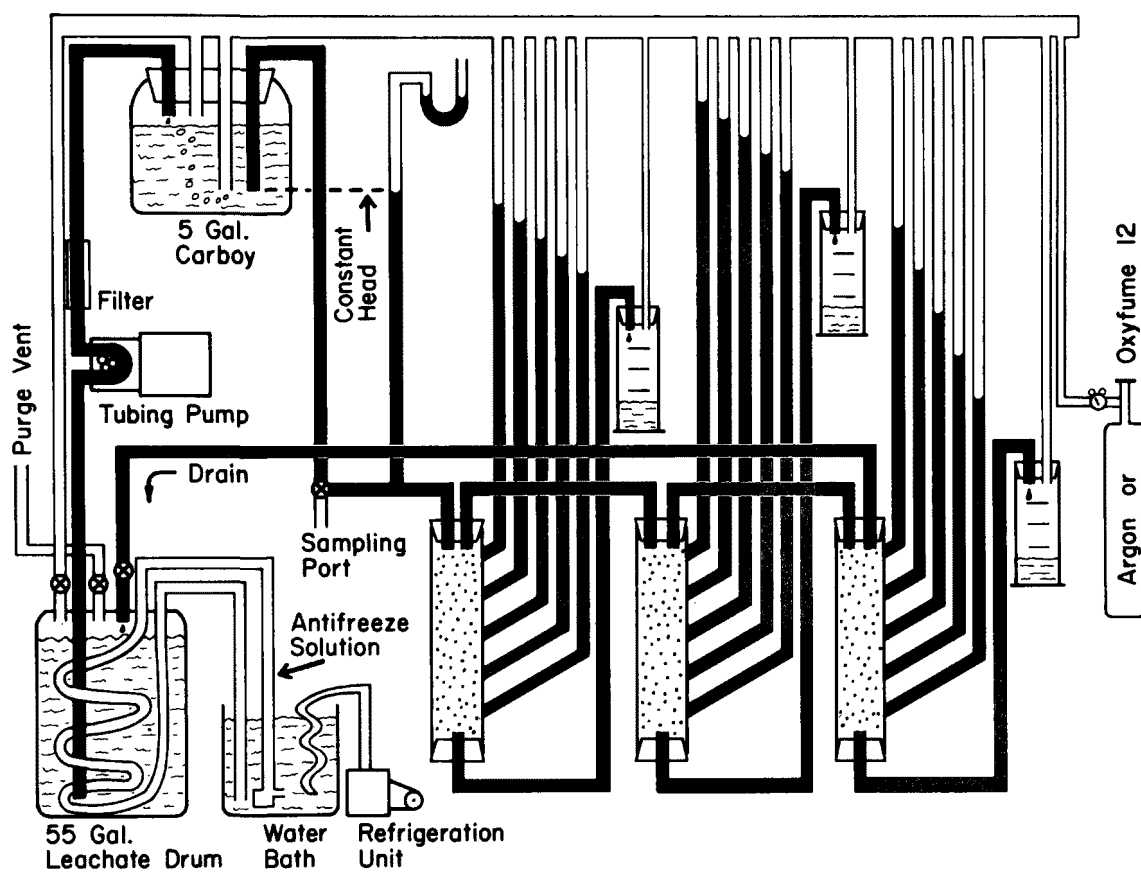 5 Gal.
Carboy
Filter
Tubing Pump
Purge Vent
Constant
Head
Drain
Sampling
Port
Antifreeze
Solution
55 Gal.
Leachate Drum
Water
Bath
Refrigeration
Unit
Argon or Oxyfume 12